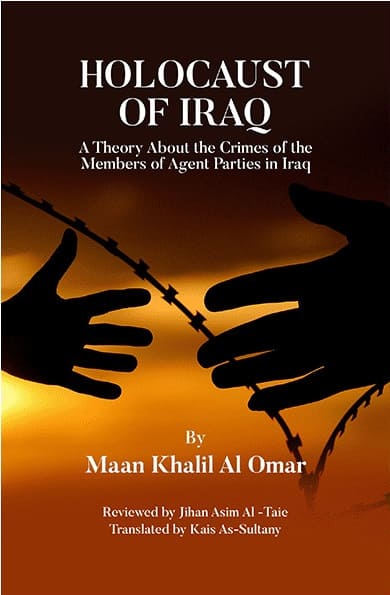 HOLOCAUST
OF IRAQ
A Theory About the Crimes of the
Members of Agent Parties in Iraq
By
Maan Khalil Al Omar
Reviewed by Jihan Asim Al -Taie
Translated by Kais As-Sultany